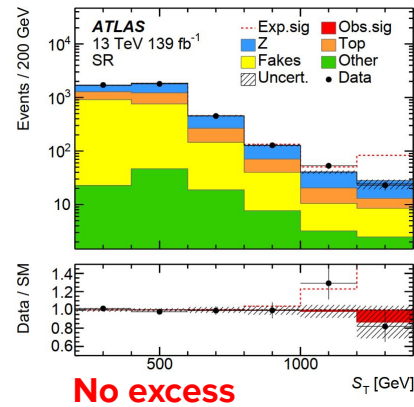 Events / 200 GeV
10⁴
10³
10²
10
ATLAS
13 TeV 139 fb⁻¹
SR
Exp.sig
Obs.sig
Z
Top
Fakes
Other
Uncert.
Data
Data / SM
1.4
1.2
1.0
0.8
0.6
500
1000
S_T [GeV]
No excess